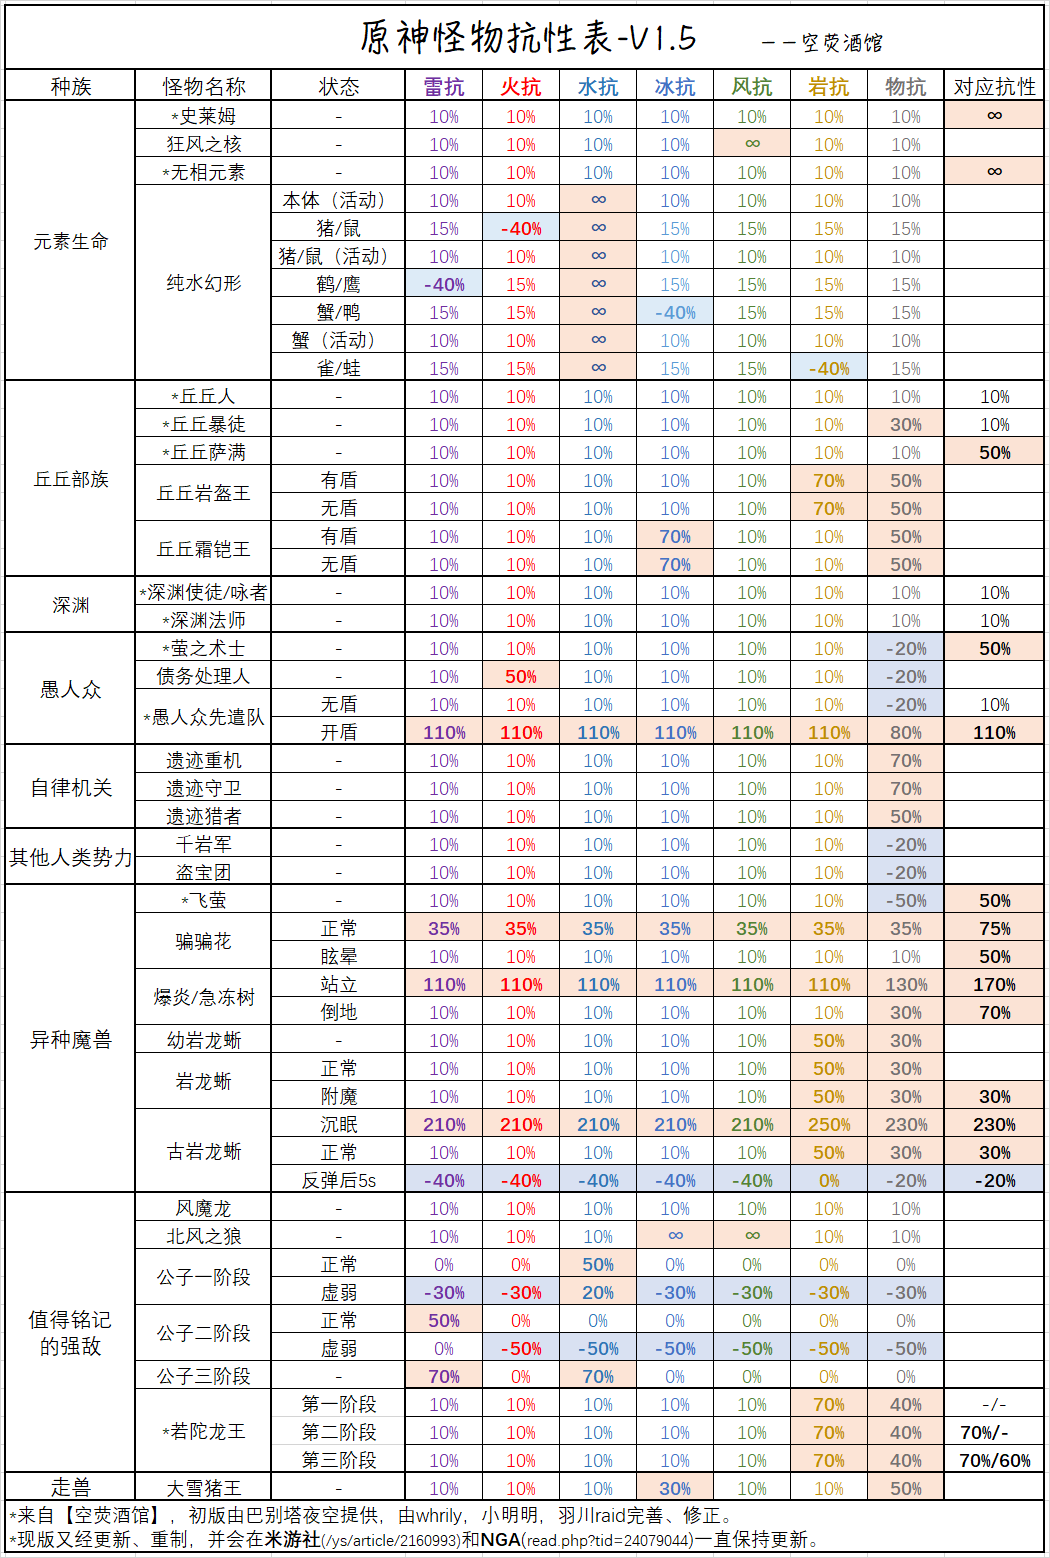 原神怪物抗性表-V1.5 ——空荧酒馆
种族 怪物名称 状态 雷抗 火抗 水抗 冰抗 风抗 岩抗 物抗 对应抗性
元素生命 *史莱姆 - 10% 10% 10% 10% 10% 10% 10% ∞
狂风之核 - 10% 10% 10% 10% ∞ 10% 10%
*无相元素 - 10% 10% 10% 10% 10% 10% 10% ∞
纯水幻形 本体（活动） 10% 10% ∞ 10% 10% 10% 10%
猪/鼠 15% -40% ∞ 15% 15% 15% 15%
猪/鼠（活动） 10% 10% ∞ 10% 10% 10% 10%
鹤/鹰 -40% 15% ∞ 15% 15% 15% 15%
蟹/鸭 15% 15% ∞ -40% 15% 15% 15%
蟹（活动） 10% 10% ∞ 10% 10% 10% 10%
雀/蛙 15% 15% ∞ 15% 15% -40% 15%
丘丘部族 *丘丘人 - 10% 10% 10% 10% 10% 10% 10% 10%
*丘丘暴徒 - 10% 10% 10% 10% 10% 10% 30% 10%
*丘丘萨满 - 10% 10% 10% 10% 10% 10% 10% 50%
丘丘岩盔王 有盾 10% 10% 10% 10% 10% 70% 50%
无盾 10% 10% 10% 10% 10% 70% 50%
丘丘霜铠王 有盾 10% 10% 10% 70% 10% 10% 50%
无盾 10% 10% 10% 70% 10% 10% 50%
深渊 *深渊使徒/咏者 - 10% 10% 10% 10% 10% 10% 10% 10%
*深渊法师 - 10% 10% 10% 10% 10% 10% 10% 10%
愚人众 *萤之术士 - 10% 10% 10% 10% 10% 10% -20% 50%
债务处理人 - 10% 50% 10% 10% 10% 10% -20%
*愚人众先遣队 无盾 10% 10% 10% 10% 10% 10% -20% 10%
开盾 110% 110% 110% 110% 110% 110% 80% 110%
自律机关 遗迹重机 - 10% 10% 10% 10% 10% 10% 70%
遗迹守卫 - 10% 10% 10% 10% 10% 10% 70%
遗迹猎者 - 10% 10% 10% 10% 10% 10% 50%
其他人类势力 千岩军 - 10% 10% 10% 10% 10% 10% -20%
盗宝团 - 10% 10% 10% 10% 10% 10% -20%
异种魔兽 *飞萤 - 10% 10% 10% 10% 10% 10% -50% 50%
骗骗花 正常 35% 35% 35% 35% 35% 35% 35% 75%
眩晕 10% 10% 10% 10% 10% 10% 10% 50%
爆炎/急冻树 站立 110% 110% 110% 110% 110% 110% 130% 170%
倒地 10% 10% 10% 10% 10% 10% 30% 70%
幼岩龙蜥 - 10% 10% 10% 10% 10% 50% 30%
岩龙蜥 正常 10% 10% 10% 10% 10% 50% 30%
附魔 10% 10% 10% 10% 10% 50% 30% 30%
古岩龙蜥 沉眠 210% 210% 210% 210% 210% 250% 230% 230%
正常 10% 10% 10% 10% 10% 50% 30% 30%
反弹后5s -40% -40% -40% -40% -40% 0% -20% -20%
值得铭记
的强敌 风魔龙 - 10% 10% 10% 10% 10% 10% 10%
北风之狼 - 10% 10% 10% ∞ ∞ 10% 10%
公子一阶段 正常 0% 0% 50% 0% 0% 0% 0%
虚弱 -30% -30% 20% -30% -30% -30% -30%
公子二阶段 正常 50% 0% 0% 0% 0% 0% 0%
虚弱 0% -50% -50% -50% -50% -50% -50%
公子三阶段 - 70% 0% 70% 0% 0% 0% 0%
*若陀龙王 第一阶段 10% 10% 10% 10% 10% 70% 40% -/-
第二阶段 10% 10% 10% 10% 10% 70% 40% 70%/-
第三阶段 10% 10% 10% 10% 10% 70% 40% 70%/60%
走兽 大雪猪王 - 10% 10% 10% 30% 10% 10% 50%
*来自【空荧酒馆】，初版由巴别塔夜空提供，由whrily，小明明，羽川raid完善、修正。
*现版又经更新、重制，并会在米游社(/ys/article/2160993)和NGA(read.php?tid=24079044)一直保持更新。